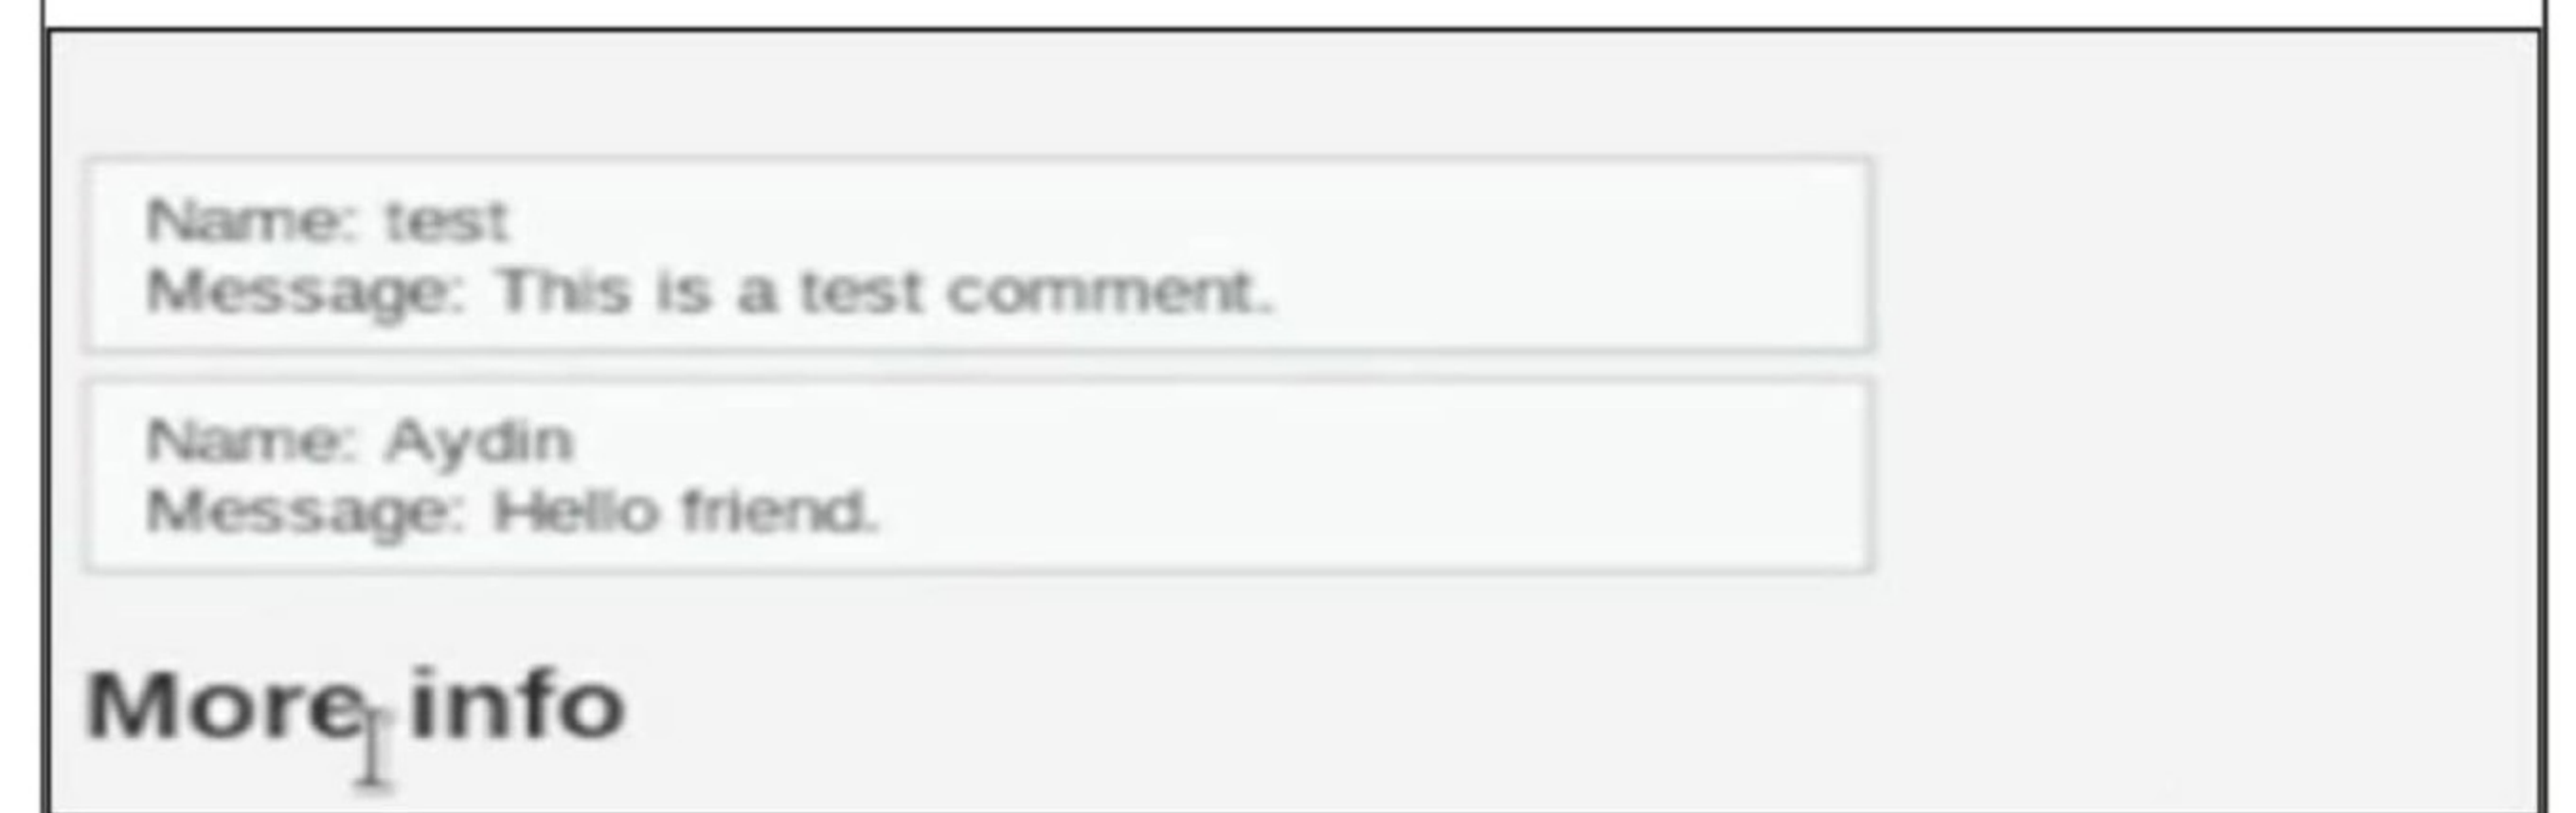 Name: test
Message: This is a test comment.
Name: Aydin
Message: Hello friend.
More info